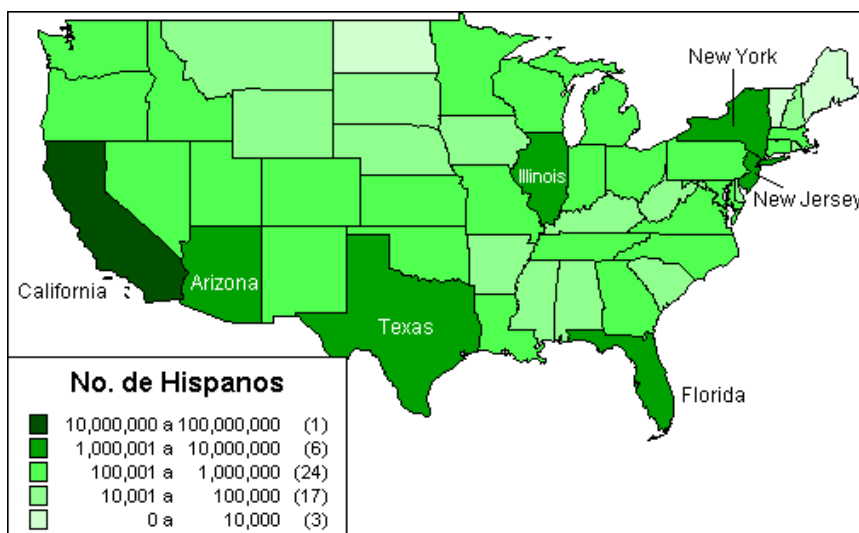 New York
Illinois
New Jersey
Arizona
California
Texas
Florida
No. de Hispanos
10,000,000 a 100,000,000 (1)
1,000,001 a 10,000,000 (6)
100,001 a 1,000,000 (24)
10,001 a 100,000 (17)
0 a 10,000 (3)